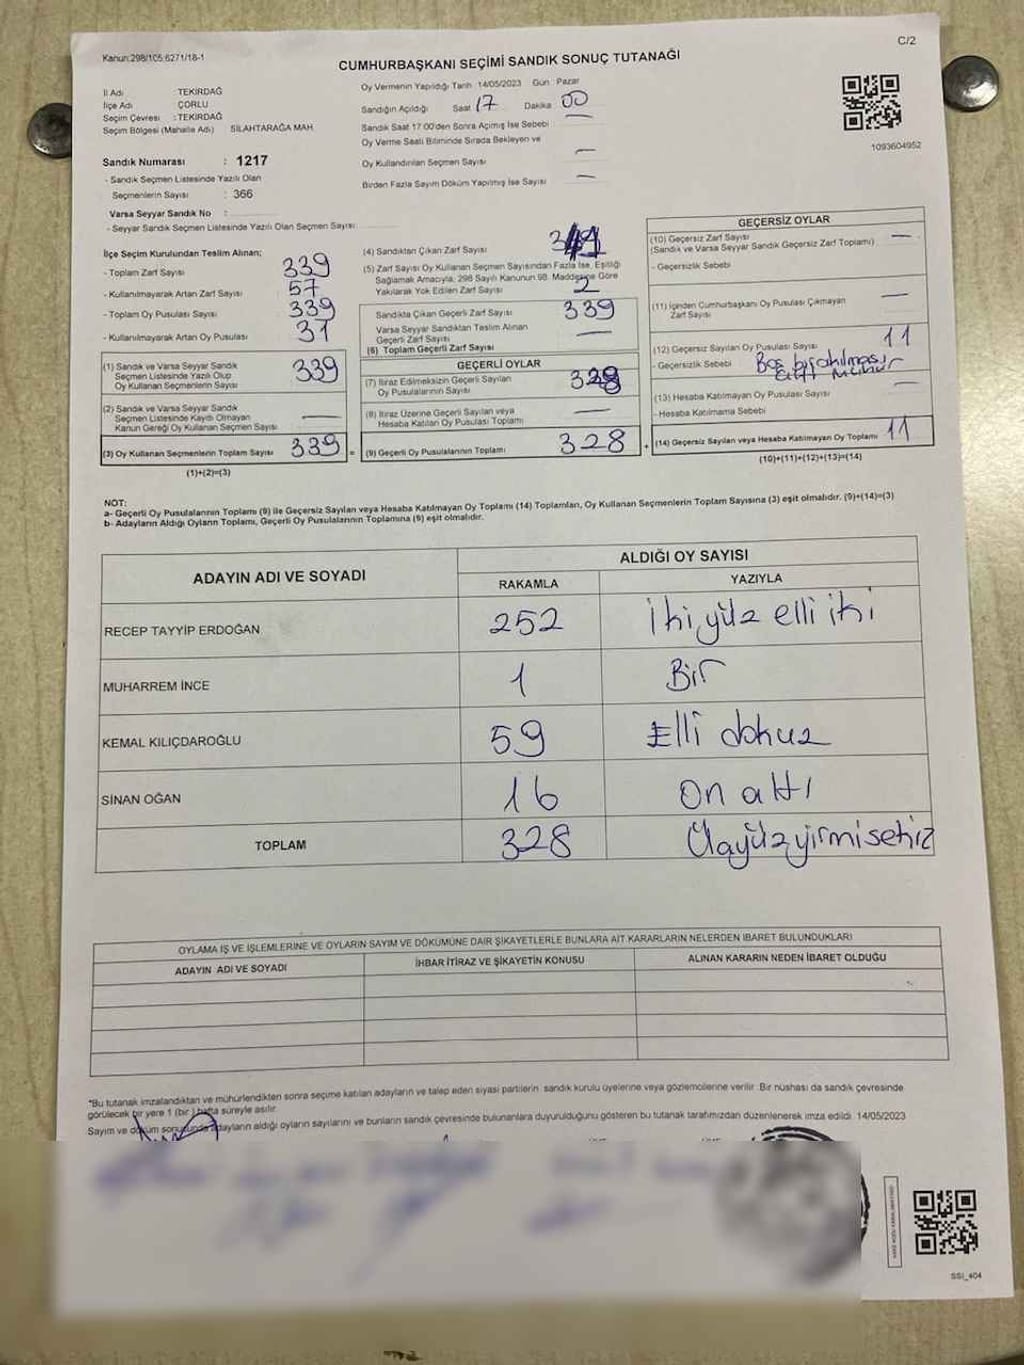 Kanun:298/105;6271/18-1
C/2
CUMHURBAŞKANI SEÇİMİ SANDIK SONUÇ TUTANAĞI
İl Adı : TEKİRDAĞ
İlçe Adı : ÇORLU
Seçim Çevresi : TEKİRDAĞ
Seçim Bölgesi (Mahalle Adı) SİLAHTARAĞA MAH.
Sandık Numarası : 1217
- Sandık Seçmen Listesinde Yazılı Olan
Seçmenlerin Sayısı : 366
Varsa Seyyar Sandık No :
- Seyyar Sandık Seçmen Listesinde Yazılı Olan Seçmen Sayısı
Oy Vermenin Yapıldığı Tarih 14/05/2023 Gün : Pazar
Sandığın Açıldığı Saat 17 Dakika 00
Sandık Saat 17:00'den Sonra Açımış İse Sebebi —
Oy Verme Saati Bitiminde Sırada Bekleyen ve
Oy Kullandırılan Seçmen Sayısı —
Birden Fazla Sayım Döküm Yapılmış İse Sayısı —
1093604952
İlçe Seçim Kurulundan Teslim Alınan;
- Toplam Zarf Sayısı 339
- Kullanılmayarak Artan Zarf Sayısı 57
- Toplam Oy Pusulası Sayısı 339
- Kullanılmayarak Artan Oy Pusulası 31
(1) Sandık ve Varsa Seyyar Sandık
Seçmen Listesinde Yazılı Olup
Oy Kullanan Seçmenlerin Sayısı 339
(2) Sandık ve Varsa Seyyar Sandık
Seçmen Listesinde Kaydı Olmayan
Kanun Gereği Oy Kullanan Seçmen Sayısı —
(3) Oy Kullanan Seçmenlerin Toplam Sayısı 339 =
(1)+(2)=(3)
(4) Sandıktan Çıkan Zarf Sayısı
(5) Zarf Sayısı Oy Kullanan Seçmen Sayısından Fazla İse, Eşitliği
Sağlamak Amacıyla, 298 Sayılı Kanunun 98. Maddesine Göre
Yakılarak Yok Edilen Zarf Sayısı 2
Sandıkta Çıkan Geçerli Zarf Sayısı 339
Varsa Seyyar Sandıktan Teslim Alınan
Geçerli Zarf Sayısı —
(6) Toplam Geçerli Zarf Sayısı
GEÇERLİ OYLAR
(7) İtiraz Edilmeksizin Geçerli Sayılan
Oy Pusulalarının Sayısı 328
(8) İtiraz Üzerine Geçerli Sayılan veya
Hesaba Katılan Oy Pusulası Toplamı —
(9) Geçerli Oy Pusulalarının Toplamı 328 +
GEÇERSİZ OYLAR
(10) Geçersiz Zarf Sayısı —
(Sandık ve Varsa Seyyar Sandık Geçersiz Zarf Toplamı)
- Geçersizlik Sebebi
(11) İçinden Cumhurbaşkanı Oy Pusulası Çıkmayan
Zarf Sayısı —
(12) Geçersiz Sayılan Oy Pusulası Sayısı 11
- Geçersizlik Sebebi Boş bırakılması
Çift mühür
(13) Hesaba Katılmayan Oy Pusulası Sayısı —
- Hesaba Katılmama Sebebi
(14) Geçersiz Sayılan veya Hesaba Katılmayan Oy Toplamı 11
(10)+(11)+(12)+(13)=(14)
NOT:
a- Geçerli Oy Pusulalarının Toplamı (9) ile Geçersiz Sayılan veya Hesaba Katılmayan Oy Toplamı (14) Toplamları, Oy Kullanan Seçmenlerin Toplam Sayısına (3) eşit olmalıdır. (9)+(14)=(3)
b- Adayların Aldığı Oyların Toplamı, Geçerli Oy Pusulalarının Toplamına (9) eşit olmalıdır.
ADAYIN ADI VE SOYADI ALDIĞI OY SAYISI
RAKAMLA YAZIYLA
RECEP TAYYİP ERDOĞAN 252 İkiyüz elli iki
MUHARREM İNCE 1 Bir
KEMAL KILIÇDAROĞLU 59 Elli dokuz
SİNAN OĞAN 16 On altı
TOPLAM 328 Üçyüzyirmisekiz
OYLAMA İŞ VE İŞLEMLERİNE VE OYLARIN SAYIM VE DÖKÜMÜNE DAİR ŞİKAYETLERLE BUNLARA AİT KARARLARIN NELERDEN İBARET BULUNDUKLARI
ADAYIN ADI VE SOYADI İHBAR İTİRAZ VE ŞİKAYETİN KONUSU ALINAN KARARIN NEDEN İBARET OLDUĞU
"Bu tutanak imzalandıktan ve mühürlendikten sonra seçime katılan adayların ve talep eden siyasi partilerin sandık kurulu üyelerine veya gözlemcilerine verilir. Bir nüshası da sandık çevresinde
görülecek bir yere 1 (bir ) hafta süreyle asılır.
Sayım ve döküm sonucunda adayların aldığı oyların sayılarını ve bunların sandık çevresinde bulunanlara duyurulduğunu gösteren bu tutanak tarafımızdan düzenlenerek imza edildi. 14/05/2023
SSI_404